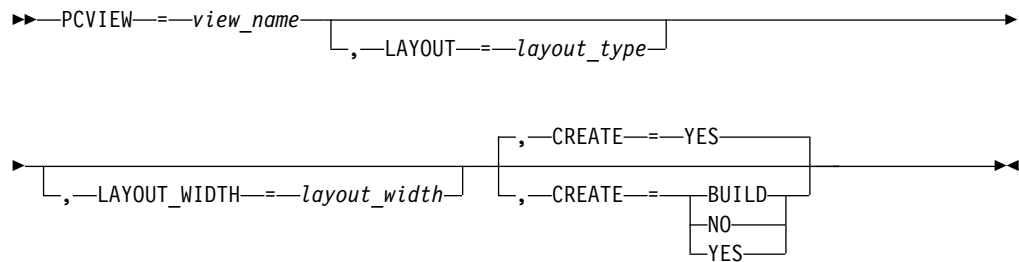 PCVIEW = view_name
, LAYOUT = layout_type
, CREATE = YES
, LAYOUT_WIDTH = layout_width
, CREATE = BUILD
NO
YES